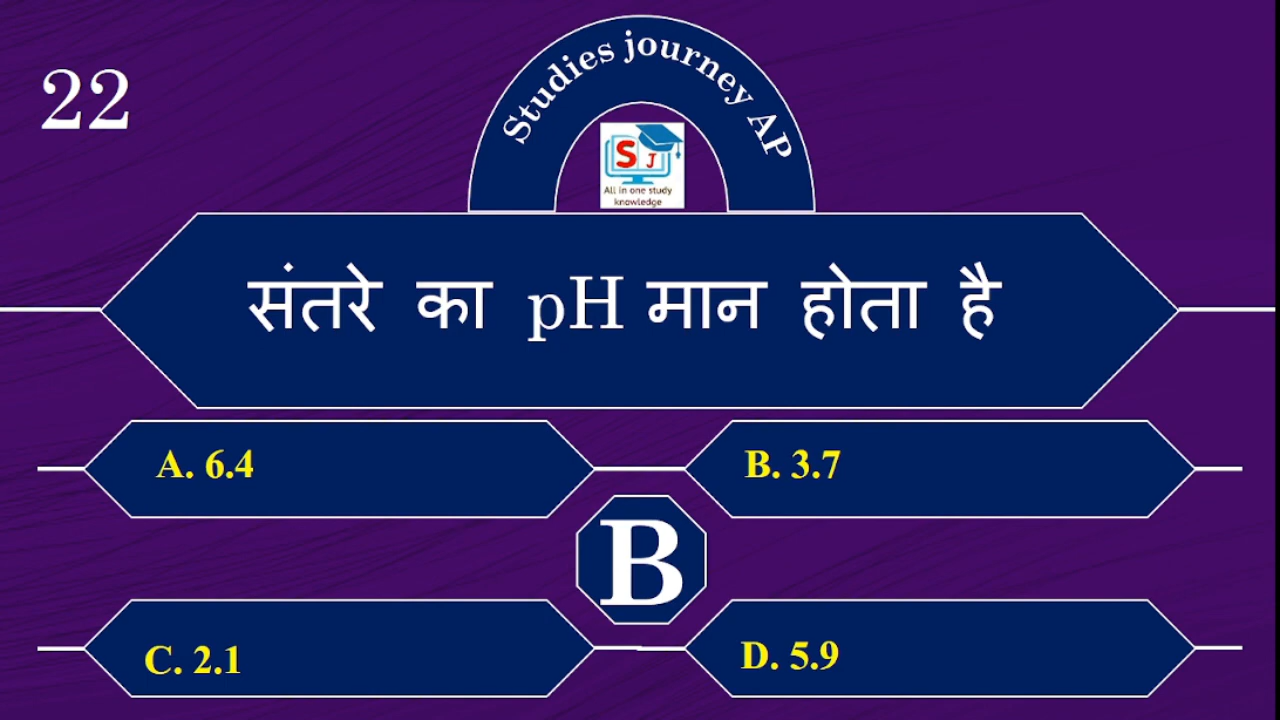 22
Studies journey AP
S J
All in one study
knowledge
संतरे का pH मान होता है
A. 6.4
B. 3.7
B
C. 2.1
D. 5.9